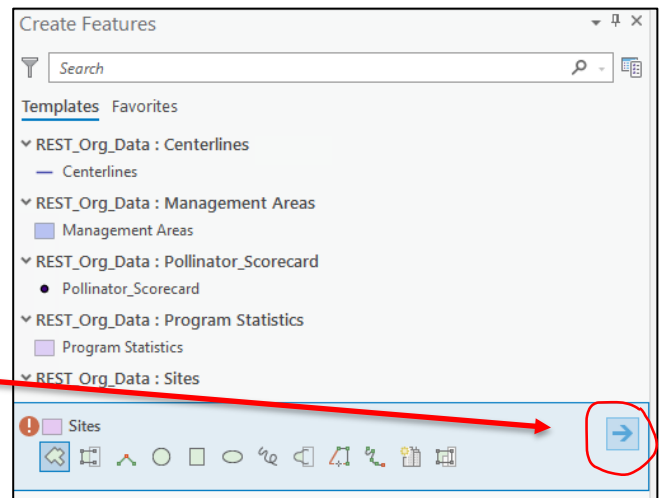 Create Features
Search
Templates Favorites
REST_Org_Data : Centerlines
Centerlines
REST_Org_Data : Management Areas
Management Areas
REST_Org_Data : Pollinator_Scorecard
Pollinator_Scorecard
REST_Org_Data : Program Statistics
Program Statistics
REST_Org_Data : Sites
Sites